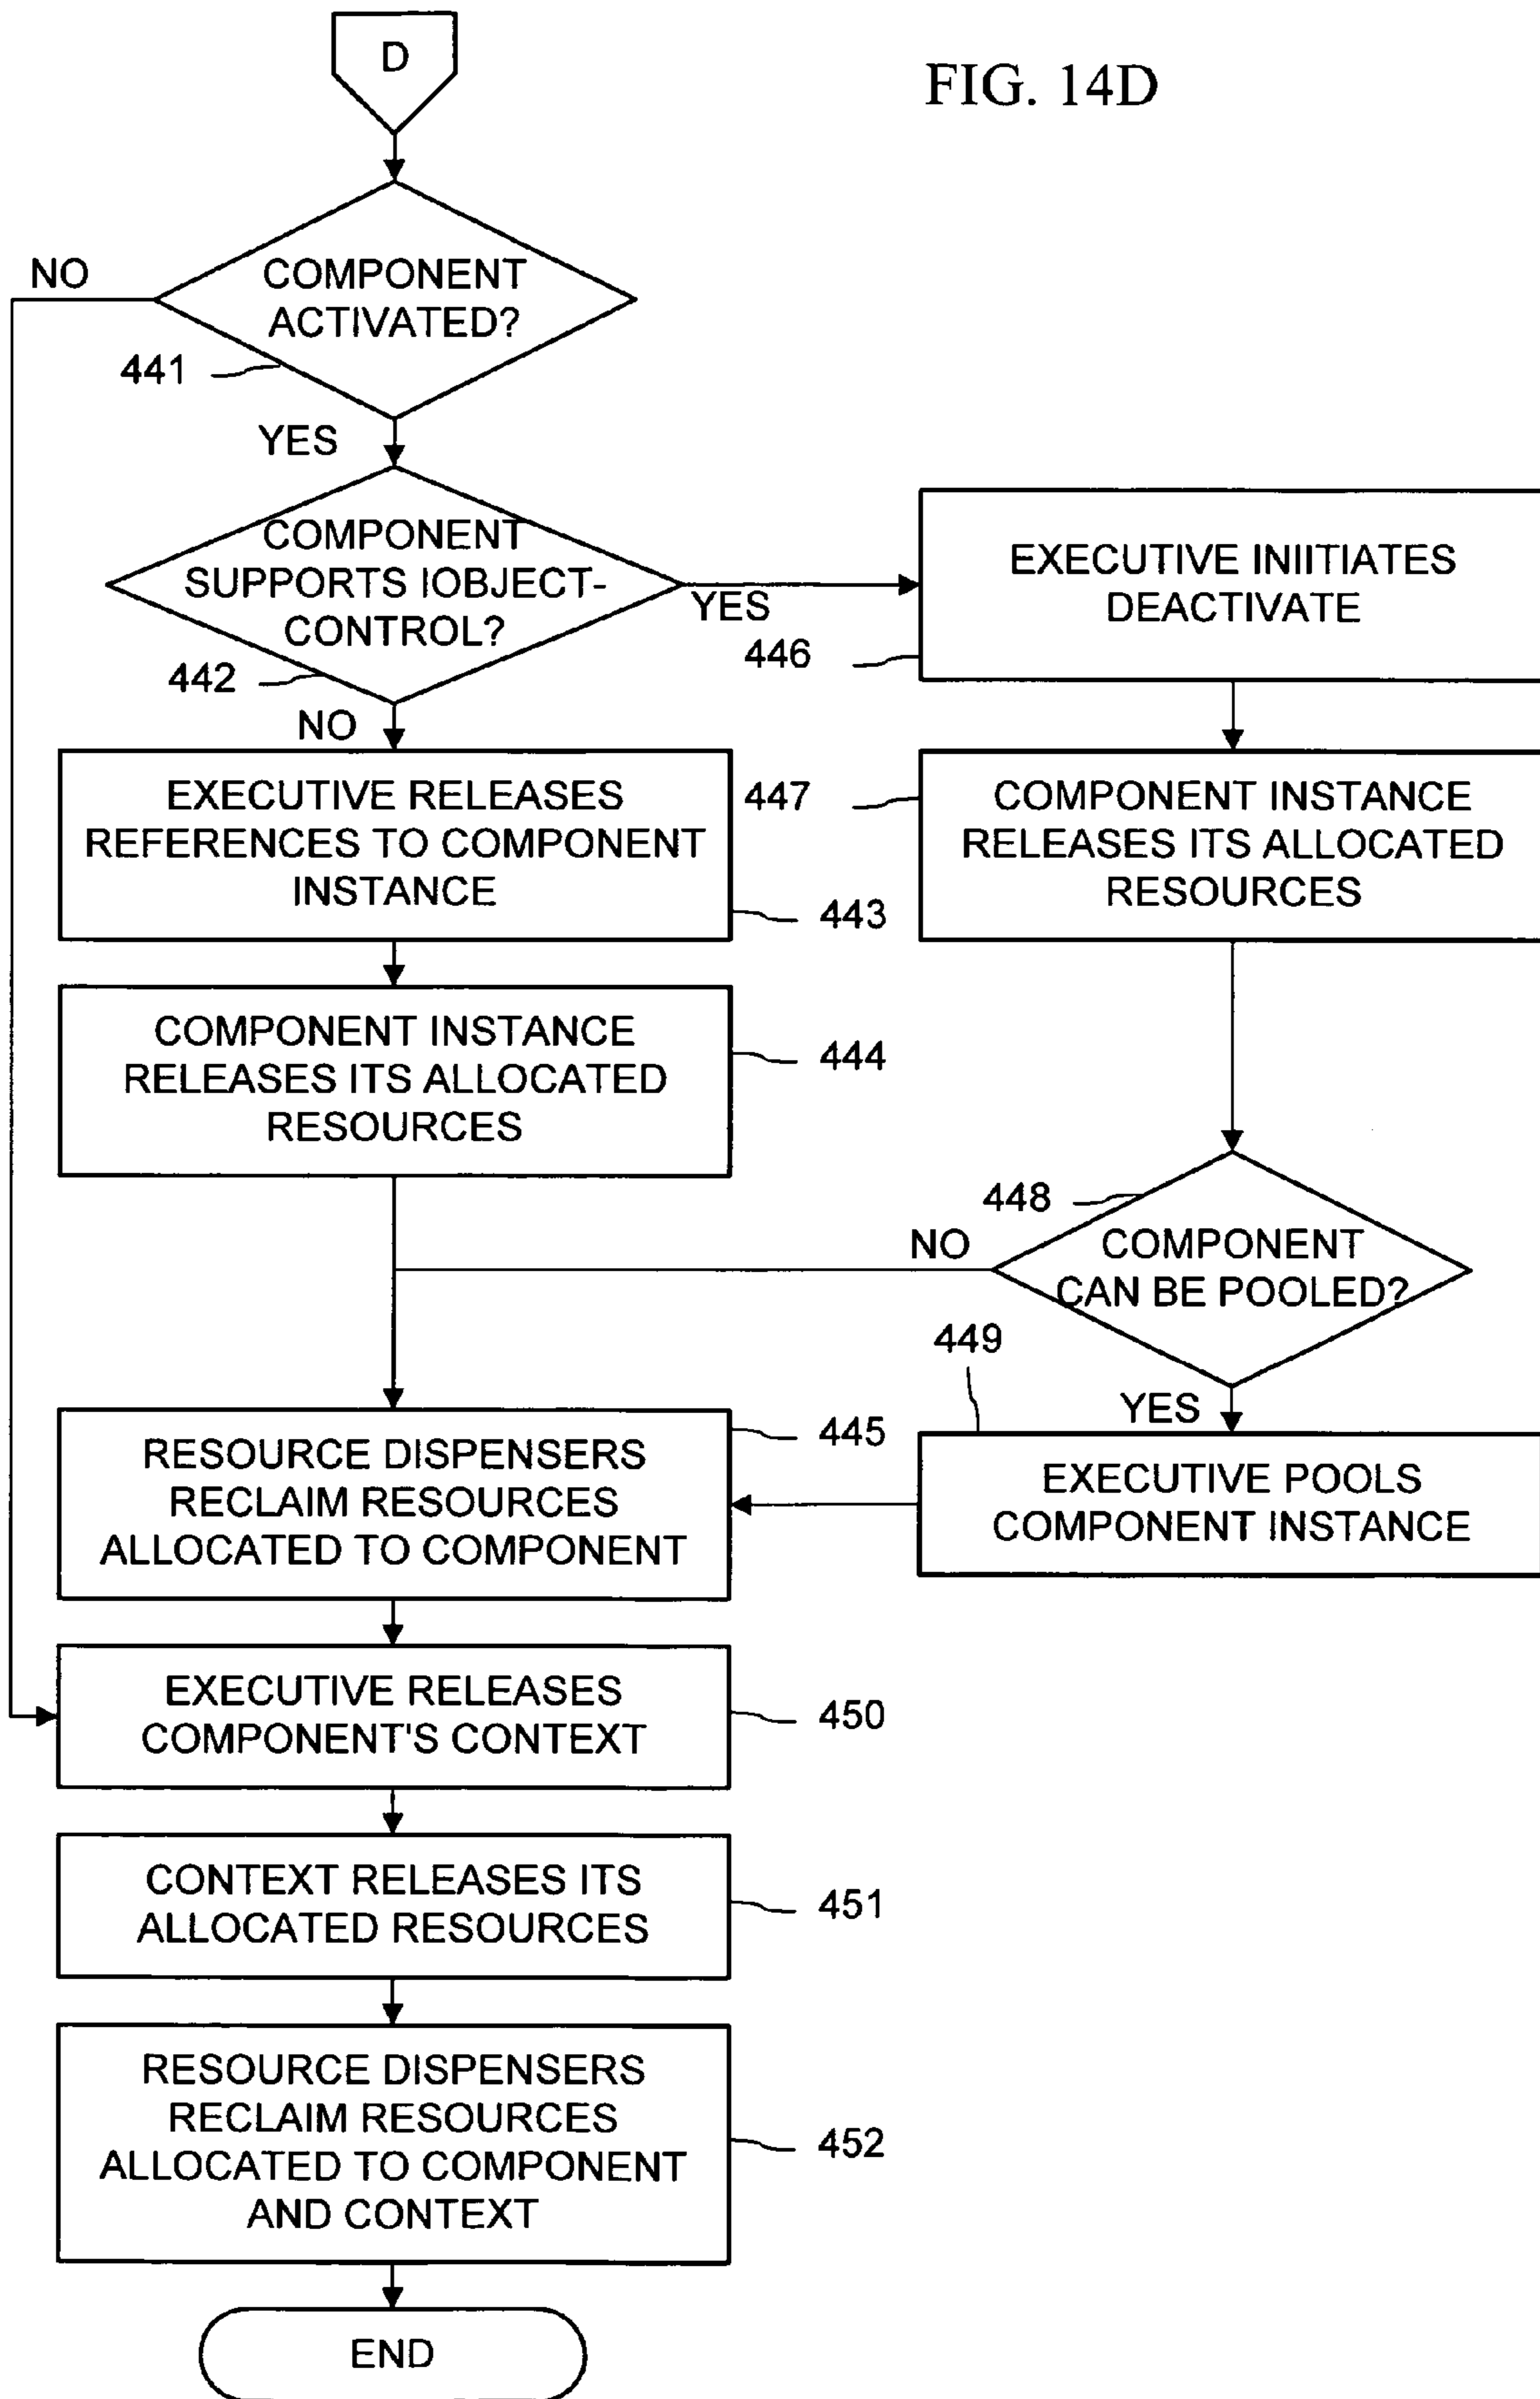 D
FIG. 14D
NO
COMPONENT
ACTIVATED?
441
YES
COMPONENT
SUPPORTS IOBJECT-
CONTROL?
YES
442
NO
EXECUTIVE INIITIATES
DEACTIVATE
446
EXECUTIVE RELEASES
REFERENCES TO COMPONENT
INSTANCE
443
447
COMPONENT INSTANCE
RELEASES ITS ALLOCATED
RESOURCES
COMPONENT INSTANCE
RELEASES ITS ALLOCATED
RESOURCES
444
448
NO
COMPONENT
CAN BE POOLED?
449
YES
RESOURCE DISPENSERS
RECLAIM RESOURCES
ALLOCATED TO COMPONENT
445
EXECUTIVE POOLS
COMPONENT INSTANCE
EXECUTIVE RELEASES
COMPONENT'S CONTEXT
450
CONTEXT RELEASES ITS
ALLOCATED RESOURCES
451
RESOURCE DISPENSERS
RECLAIM RESOURCES
ALLOCATED TO COMPONENT
AND CONTEXT
452
END